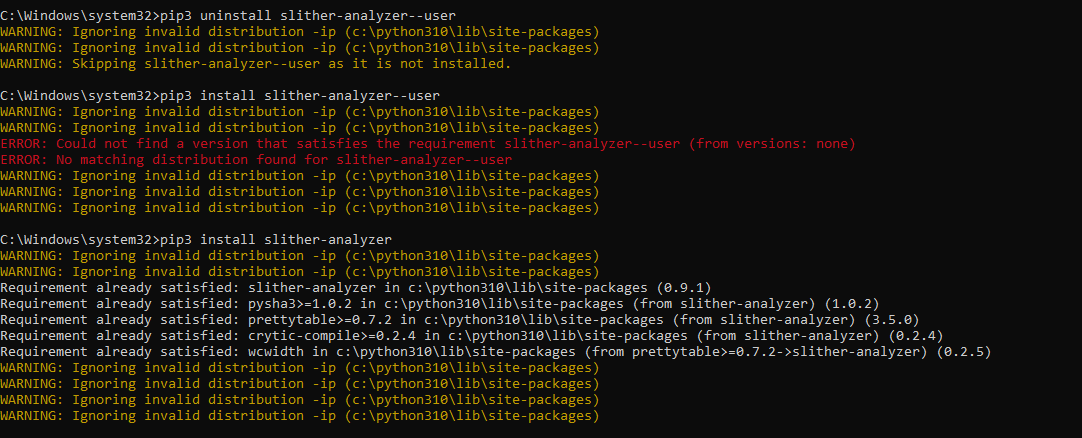 C:\Windows\system32>pip3 uninstall slither-analyzer--user
WARNING: Ignoring invalid distribution -ip (c:\python310\lib\site-packages)
WARNING: Ignoring invalid distribution -ip (c:\python310\lib\site-packages)
WARNING: Skipping slither-analyzer--user as it is not installed.
C:\Windows\system32>pip3 install slither-analyzer--user
WARNING: Ignoring invalid distribution -ip (c:\python310\lib\site-packages)
WARNING: Ignoring invalid distribution -ip (c:\python310\lib\site-packages)
ERROR: Could not find a version that satisfies the requirement slither-analyzer--user (from versions: none)
ERROR: No matching distribution found for slither-analyzer--user
WARNING: Ignoring invalid distribution -ip (c:\python310\lib\site-packages)
WARNING: Ignoring invalid distribution -ip (c:\python310\lib\site-packages)
WARNING: Ignoring invalid distribution -ip (c:\python310\lib\site-packages)
C:\Windows\system32>pip3 install slither-analyzer
WARNING: Ignoring invalid distribution -ip (c:\python310\lib\site-packages)
WARNING: Ignoring invalid distribution -ip (c:\python310\lib\site-packages)
Requirement already satisfied: slither-analyzer in c:\python310\lib\site-packages (0.9.1)
Requirement already satisfied: pysha3>=1.0.2 in c:\python310\lib\site-packages (from slither-analyzer) (1.0.2)
Requirement already satisfied: prettytable>=0.7.2 in c:\python310\lib\site-packages (from slither-analyzer) (3.5.0)
Requirement already satisfied: crytic-compile>=0.2.4 in c:\python310\lib\site-packages (from slither-analyzer) (0.2.4)
Requirement already satisfied: wcwidth in c:\python310\lib\site-packages (from prettytable>=0.7.2->slither-analyzer) (0.2.5)
WARNING: Ignoring invalid distribution -ip (c:\python310\lib\site-packages)
WARNING: Ignoring invalid distribution -ip (c:\python310\lib\site-packages)
WARNING: Ignoring invalid distribution -ip (c:\python310\lib\site-packages)
WARNING: Ignoring invalid distribution -ip (c:\python310\lib\site-packages)